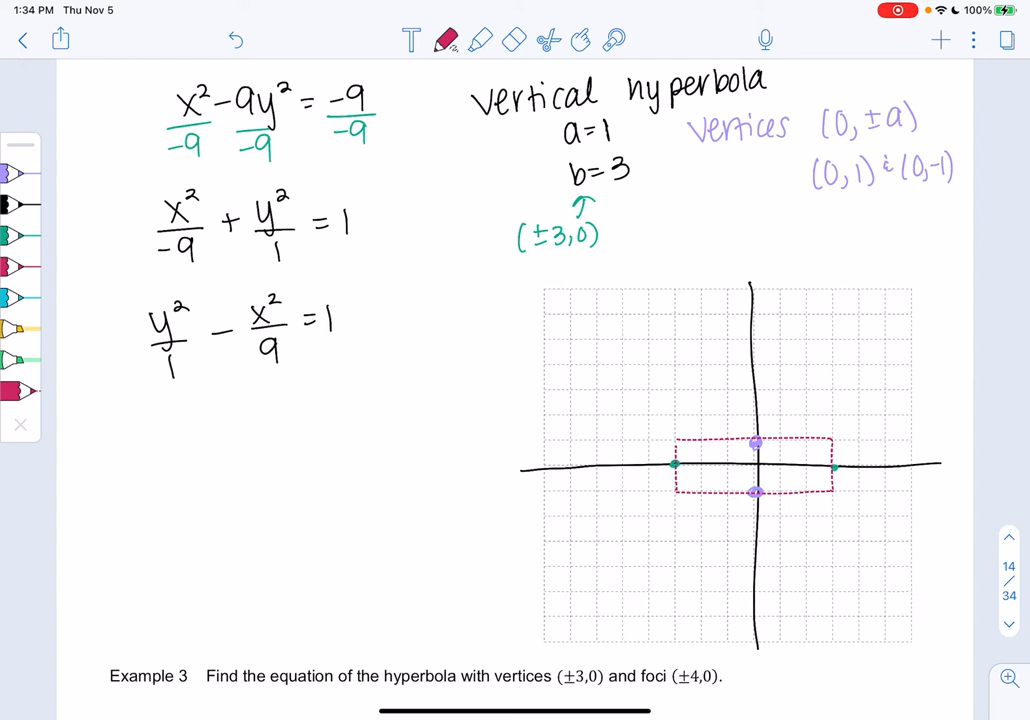 1:34 PM Thu Nov 5
100%
T
x² - 9y² = -9
-9 -9 -9
x²/-9 + y²/1 = 1
y²/1 - x²/9 = 1
vertical hyperbola
a=1
b=3
(±3,0)
vertices (0, ±a)
(0,1) & (0,-1)
14
/
34
Example 3 Find the equation of the hyperbola with vertices (±3,0) and foci (±4,0).